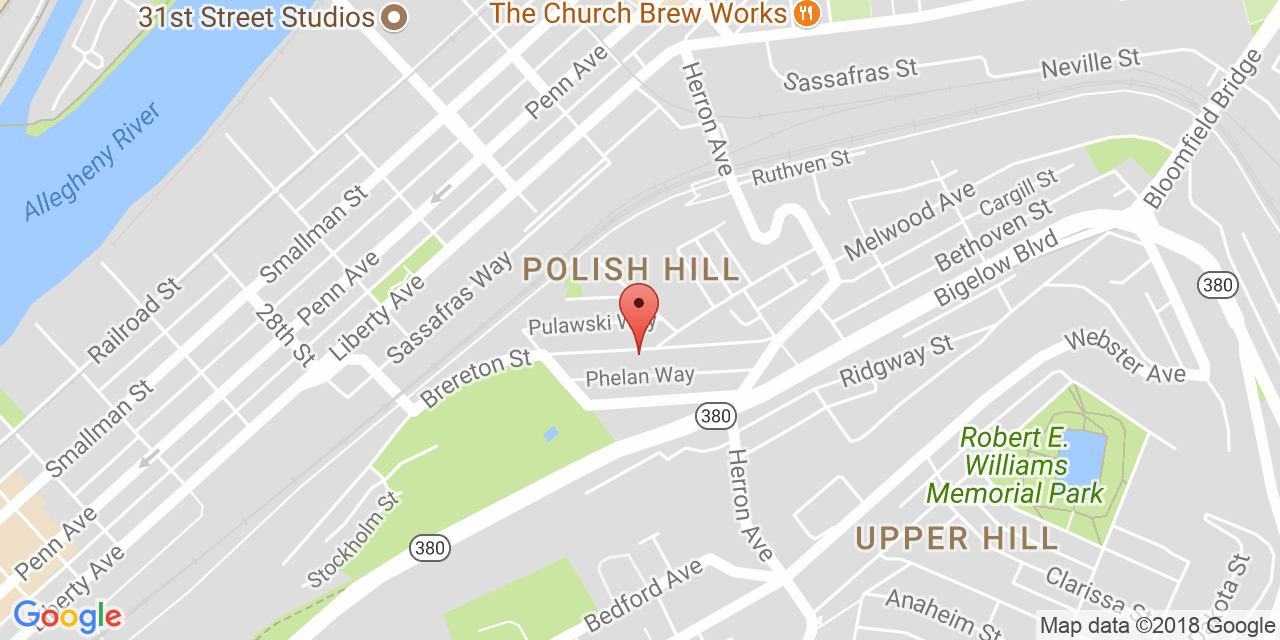 31st Street Studios
The Church Brew Works
Sassafras St
Neville St
Bloomfield Bridge
Penn Ave
Herron Ave
Allegheny River
Ruthven St
Smallman St
Melwood Ave
Cargill St
Bethoven St
Bigelow Blvd
POLISH HILL
Penn Ave
Sassafras Way
Railroad St
28th St
Liberty Ave
380
Pulawski Way
Brereton St
Phelan Way
Ridgway St
Webster Ave
380
Smallman St
Robert E.
Williams
Memorial Park
Herron Ave
Stockholm St
380
UPPER HILL
Penn Ave
Liberty Ave
Bedford Ave
Clarissa St
Anaheim St
Google
Map data ©2018 Google